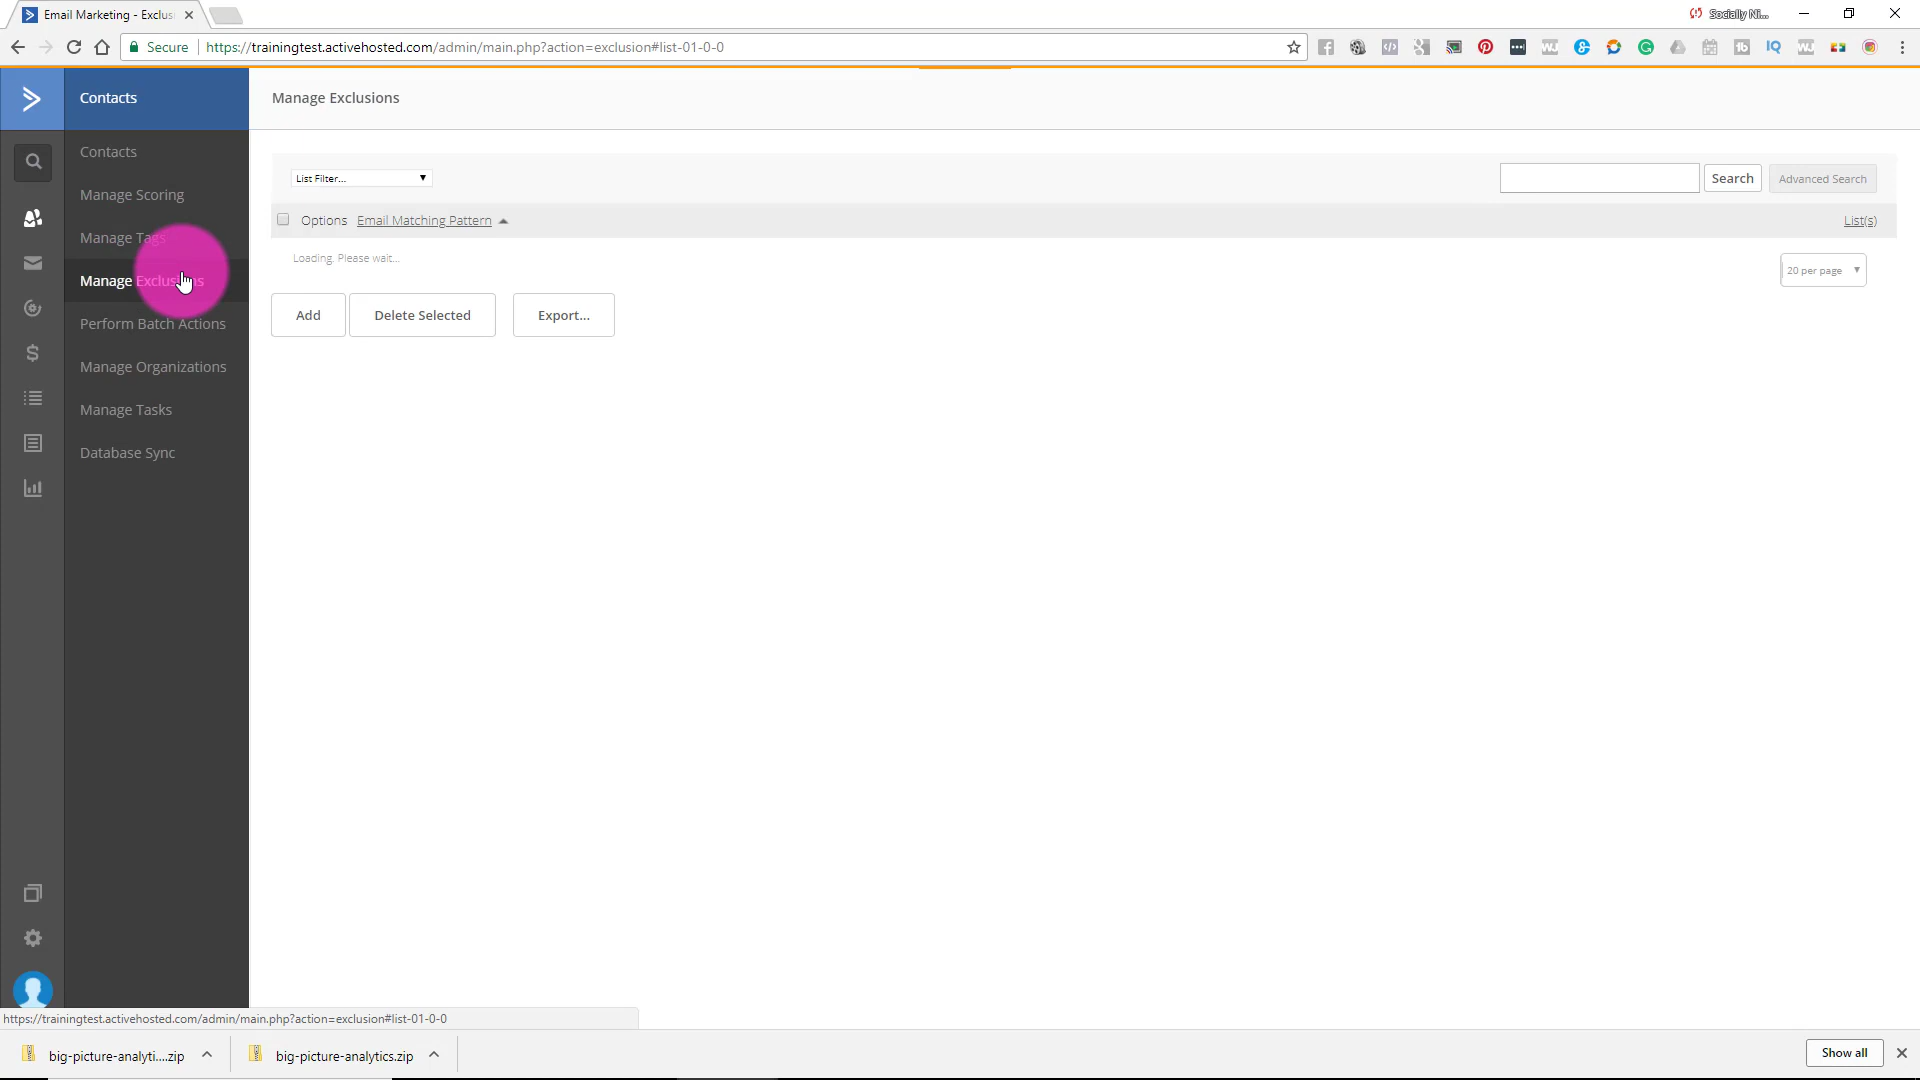 Email Marketing - Exclus
Socially Ni...
Secure
https://trainingtest.activehosted.com/admin/main.php?action=exclusion#list-01-0-0
Contacts
Manage Exclusions
Contacts
Manage Scoring
Manage Tags
Manage Exclusions
Perform Batch Actions
Manage Organizations
Manage Tasks
Database Sync
List Filter...
Search
Advanced Search
Options
Email Matching Pattern
List(s)
Loading. Please wait...
20 per page
Add
Delete Selected
Export...
https://trainingtest.activehosted.com/admin/main.php?action=exclusion#list-01-0-0
big-picture-analyti....zip
big-picture-analytics.zip
Show all